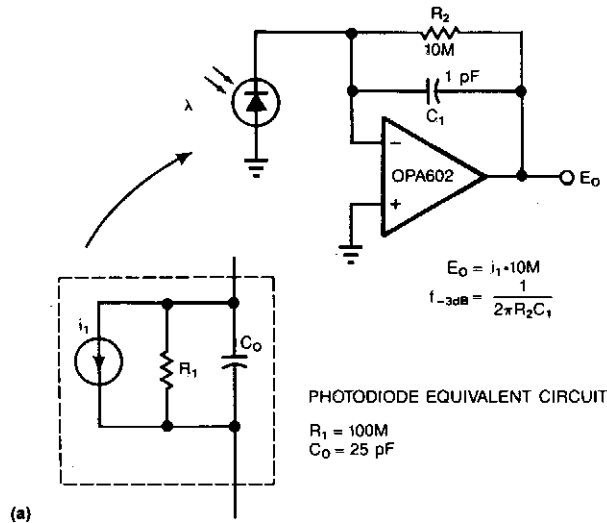 R2
10M
1 pF
C1
λ
−
OPA602
+
EO
EO = i1•10M
f−3dB = 1
2πR2C1
i1
R1
CO
PHOTODIODE EQUIVALENT CIRCUIT
R1 = 100M
CO = 25 pF
(a)